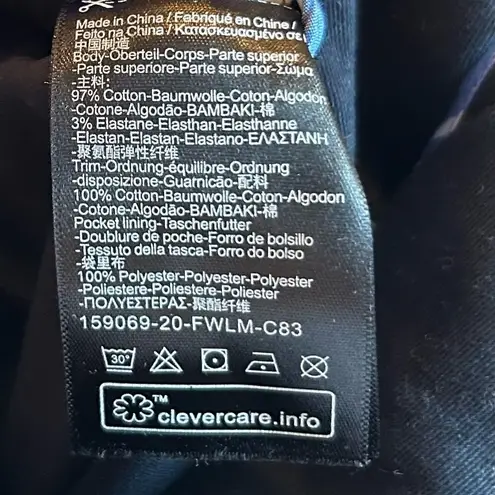 Made in China / Fabriqué en Chine /
Feito na China / Κατασκευασμένο σε
中国制造
Body-Oberteil-Corps-Parte superior
-Parte superiore-Parte superior-Σώμα
-主料:
97% Cotton-Baumwolle-Coton-Algodon
-Cotone-Algodão-BAMBAKI-棉
3% Elastane-Elasthan-Elasthanne
-Elastan-Elastan-Elastano-ΕΛΑΣΤΑΝΗ
-聚氨酯弹性纤维
Trim-Ordnung-équilibre-Ordnung
-disposizione-Guarnicão-配料
100% Cotton-Baumwolle-Coton-Algodon
-Cotone-Algodão-BAMBAKI-棉
Pocket lining-Taschenfutter
-Doublure de poche-Forro de bolsillo
-Tessuto della tasca-Forro do bolso
-袋里布
100% Polyester-Polyester-Polyester
-Poliestere-Poliestere-Poliester
-ΠΟΛΥΕΣΤΕΡΑΣ-聚酯纤维
159069-20-FWLM-C83
30°
TM
clevercare.info